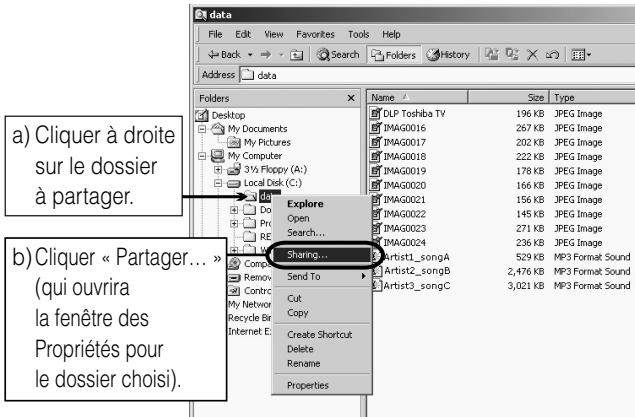 data
File Edit View Favorites Tools Help
Back Search Folders History
Address data
Folders x
Desktop
My Documents
My Pictures
My Computer
3½ Floppy (A:)
Local Disk (C:)
Name Size Type
DLP Toshiba TV 196 KB JPEG Image
IMAG0016 267 KB JPEG Image
IMAG0017 202 KB JPEG Image
IMAG0018 222 KB JPEG Image
IMAG0019 178 KB JPEG Image
IMAG0020 166 KB JPEG Image
IMAG0021 156 KB JPEG Image
IMAG0022 145 KB JPEG Image
IMAG0023 271 KB JPEG Image
IMAG0024 236 KB JPEG Image
Artist1_songA 529 KB MP3 Format Sound
Artist2_songB 2,476 KB MP3 Format Sound
Artist3_songC 3,021 KB MP3 Format Sound
a) Cliquer à droite
sur le dossier
à partager.
b) Cliquer « Partager… »
(qui ouvrira
la fenêtre des
Propriétés pour
le dossier choisi).
Explore
Open
Search...
Sharing...
Send To
Cut
Copy
Create Shortcut
Delete
Rename
Properties